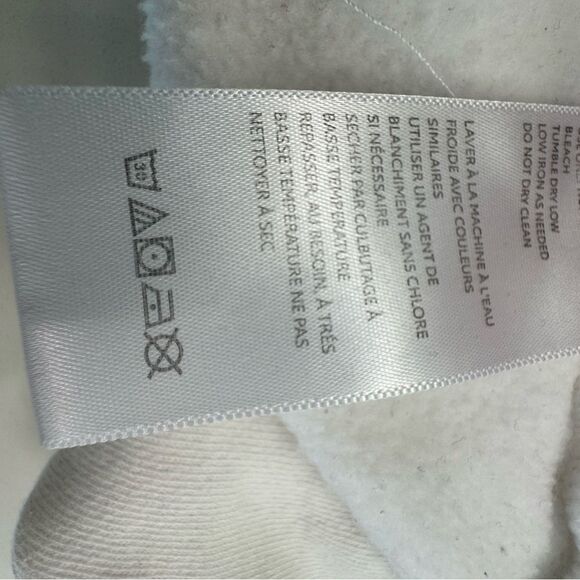 BLEACH
TUMBLE DRY LOW
LOW IRON AS NEEDED
DO NOT DRY CLEAN
LAVER À LA MACHINE À L'EAU
FROIDE AVEC COULEURS
SIMILAIRES
UTILISER UN AGENT DE
BLANCHIMENT SANS CHLORE
SI NÉCESSAIRE
SÉCHER PAR CULBUTAGE À
BASSE TEMPÉRATURE
REPASSER, AU BESOIN, À TRÉS
BASSE TEMPÉRATURE NE PAS
NETTOYER À SEC
30